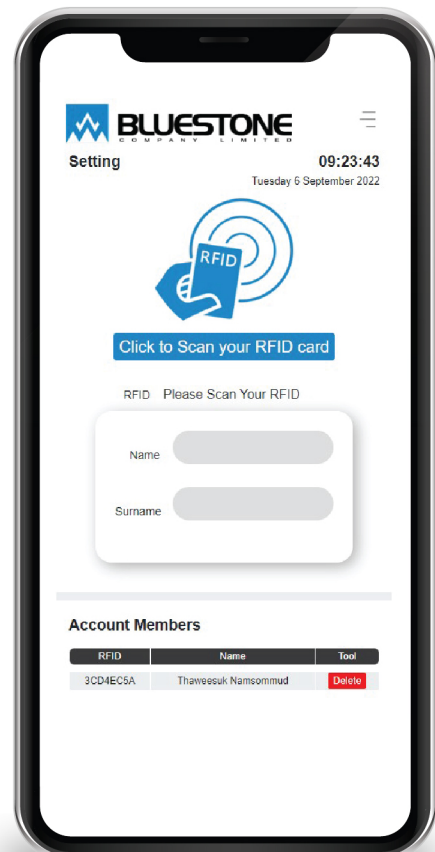 BLUESTONE
COMPANY LIMITED
Setting
09:23:43
Tuesday 6 September 2022
RFID
Click to Scan your RFID card
RFID Please Scan Your RFID
Name
Surname
Account Members
RFID Name Tool
3CD4EC5A Thaweesuk Namsommud Delete